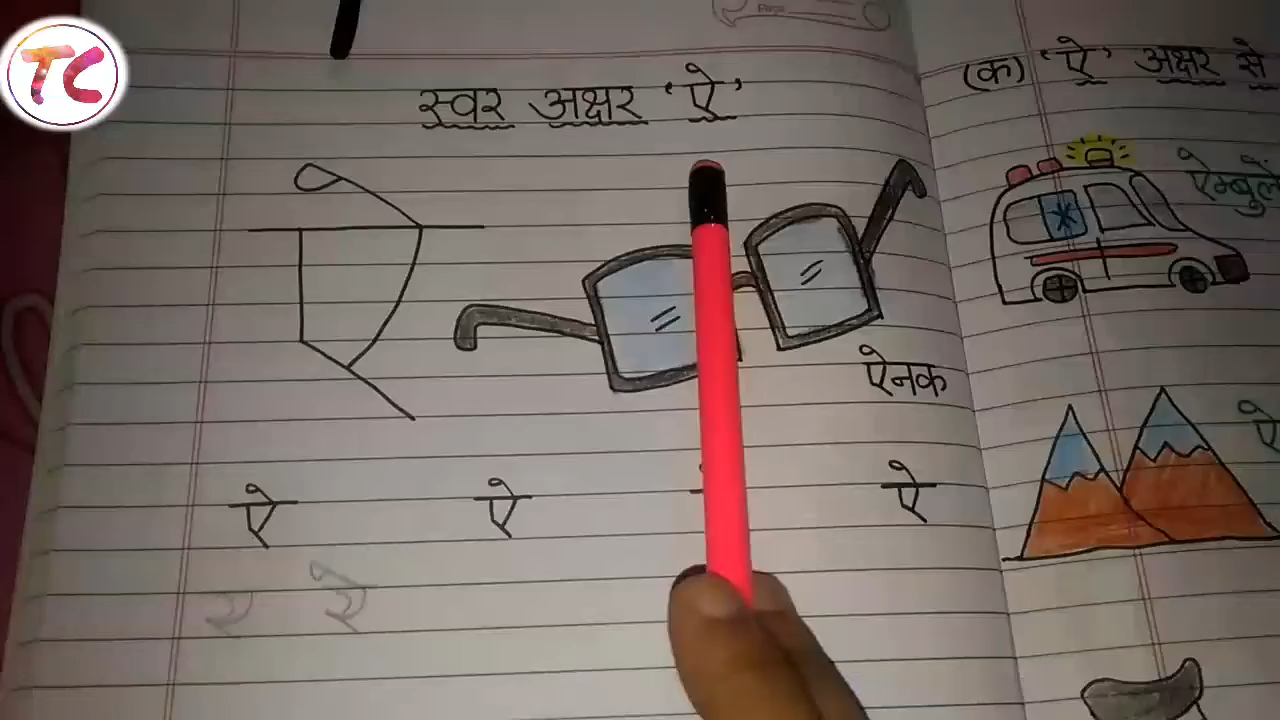 TC
स्वर अक्षर 'ऐ'
ऐ
ऐनक
ऐ ऐ ऐ
(क) 'ऐ' अक्षर से
ऐ